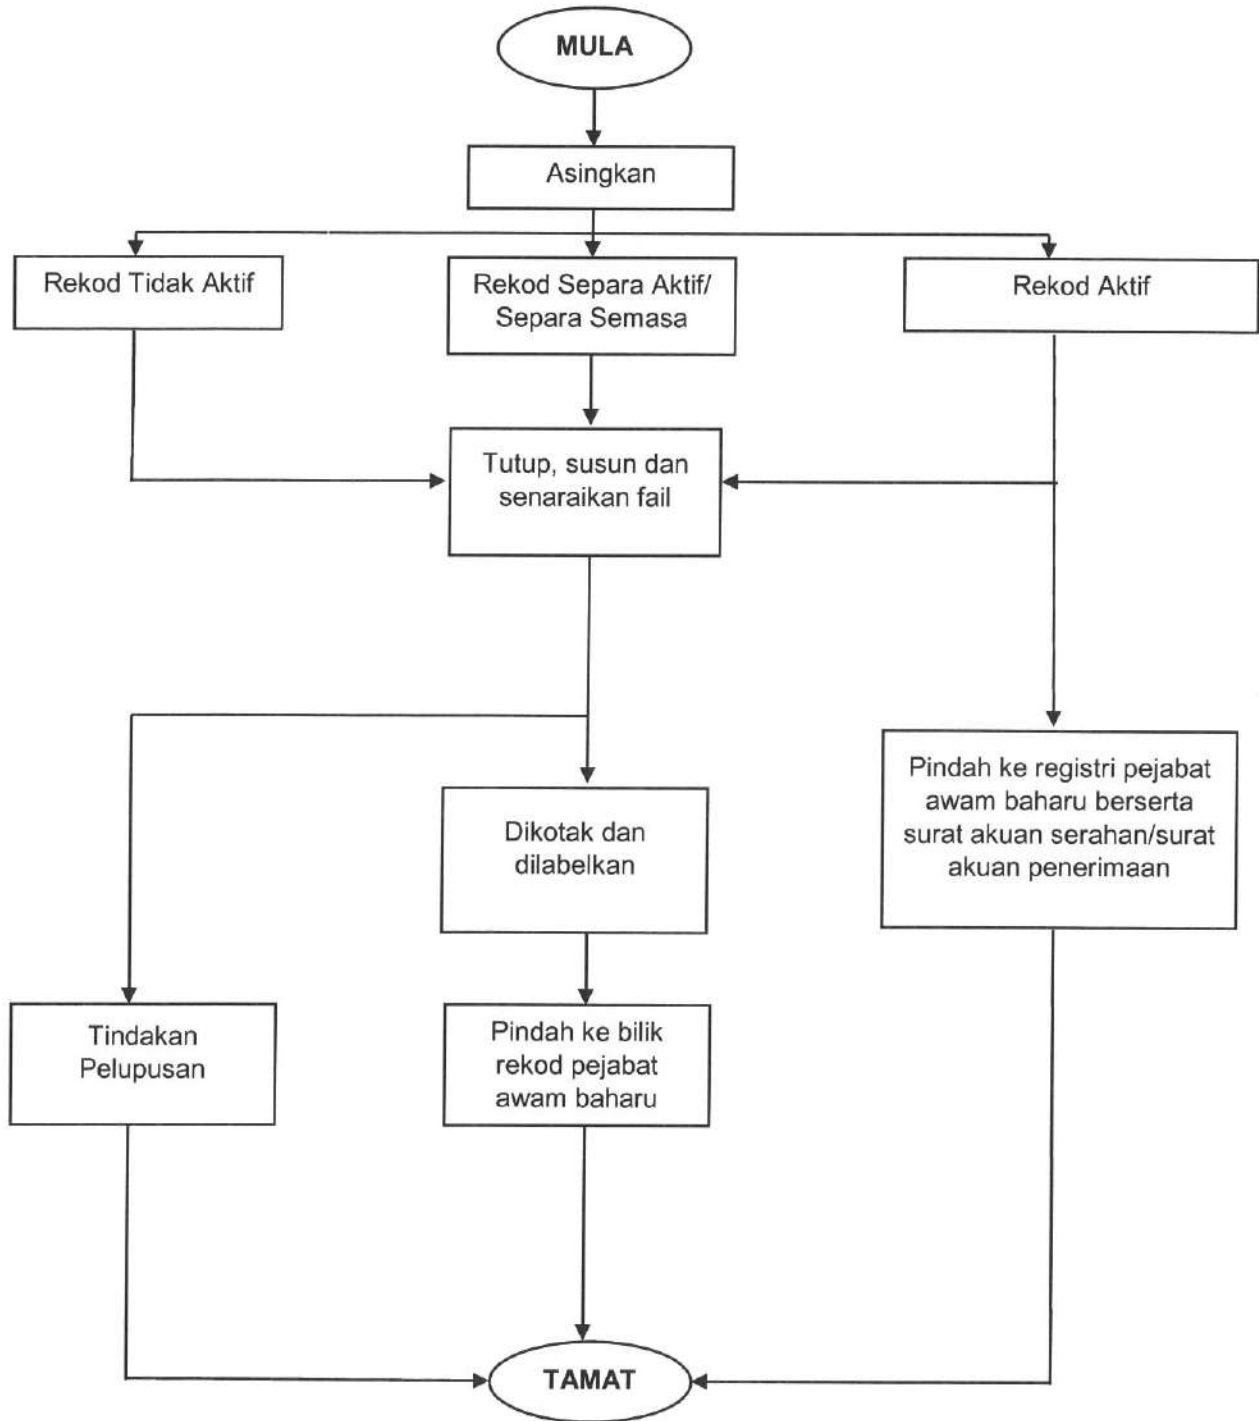 MULA
Asingkan
Rekod Tidak Aktif
Rekod Separa Aktif/
Separa Semasa
Rekod Aktif
Tutup, susun dan
senaraikan fail
Pindah ke registri pejabat
awam baharu berserta
surat akuan serahan/surat
akuan penerimaan
Dikotak dan
dilabelkan
Tindakan
Pelupusan
Pindah ke bilik
rekod pejabat
awam baharu
TAMAT